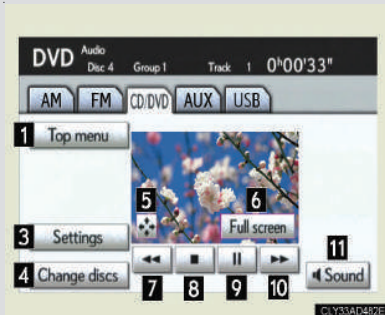 DVD Audio Disc 4 Group 1 Track 1 0h00'33"
AM FM CD/DVD AUX USB
1 Top menu
5 6
Full screen
3 Settings
11
4 Change discs Sound
7 8 9 10
CLY33AD482E